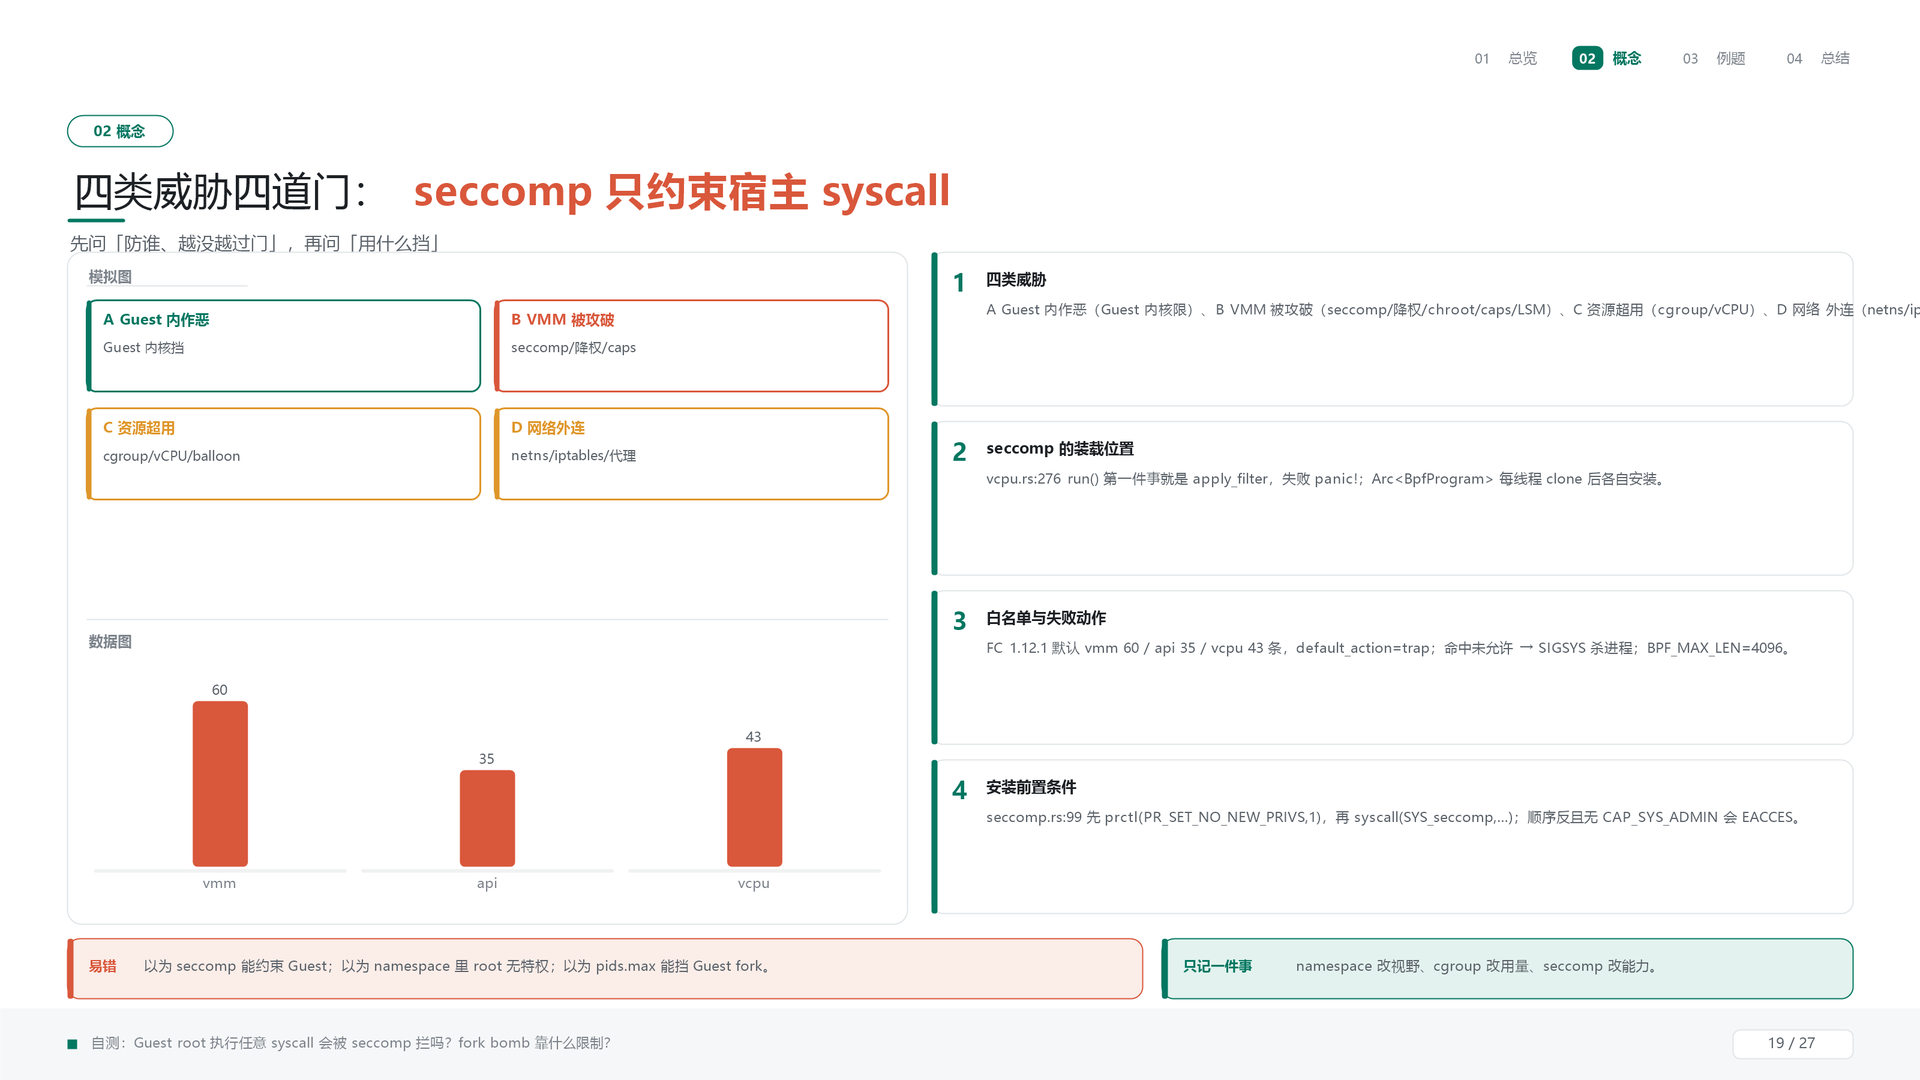 01 总览 02 概念 03 例题 04 总结
02 概念
四类威胁四道门： seccomp 只约束宿主 syscall
先问「防谁、越没越过门」，再问「用什么挡」
模拟图
A Guest 内作恶
Guest 内核挡
B VMM 被攻破
seccomp/降权/caps
C 资源超用
cgroup/vCPU/balloon
D 网络外连
netns/iptables/代理
数据图
60
35
43
vmm
api
vcpu
1 四类威胁
A Guest 内作恶（Guest 内核限）、B VMM 被攻破（seccomp/降权/chroot/caps/LSM）、C 资源超用（cgroup/vCPU）、D 网络 外连（netns/ip
2 seccomp 的装载位置
vcpu.rs:276 run() 第一件事就是 apply_filter，失败 panic!；Arc<BpfProgram> 每线程 clone 后各自安装。
3 白名单与失败动作
FC 1.12.1 默认 vmm 60 / api 35 / vcpu 43 条，default_action=trap；命中未允许 → SIGSYS 杀进程；BPF_MAX_LEN=4096。
4 安装前置条件
seccomp.rs:99 先 prctl(PR_SET_NO_NEW_PRIVS,1)，再 syscall(SYS_seccomp,...)；顺序反且无 CAP_SYS_ADMIN 会 EACCES。
易错 以为 seccomp 能约束 Guest；以为 namespace 里 root 无特权；以为 pids.max 能挡 Guest fork。
只记一件事 namespace 改视野、cgroup 改用量、seccomp 改能力。
自测：Guest root 执行任意 syscall 会被 seccomp 拦吗？fork bomb 靠什么限制？
19 / 27